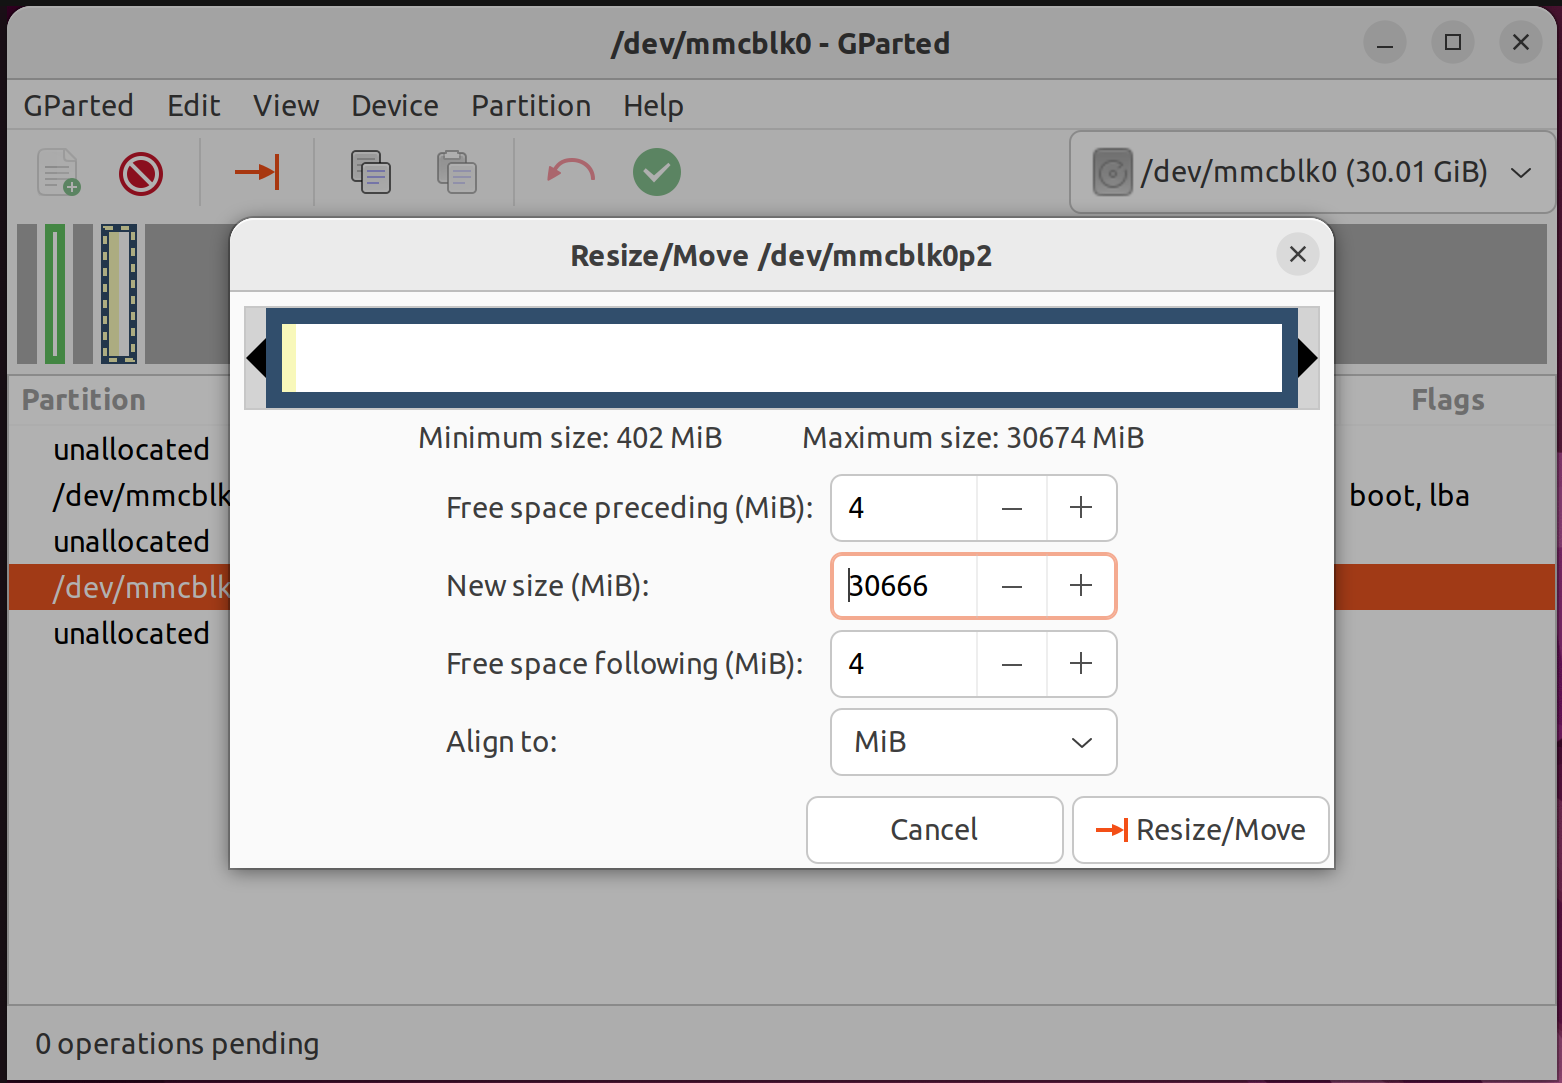 /dev/mmcblk0 - GParted
GParted Edit View Device Partition Help
/dev/mmcblk0 (30.01 GiB)
Resize/Move /dev/mmcblk0p2
Minimum size: 402 MiB Maximum size: 30674 MiB
Free space preceding (MiB): 4
New size (MiB): 30666
Free space following (MiB): 4
Align to: MiB
Cancel Resize/Move
Partition Flags
unallocated
/dev/mmcblk boot, lba
unallocated
/dev/mmcblk
unallocated
0 operations pending